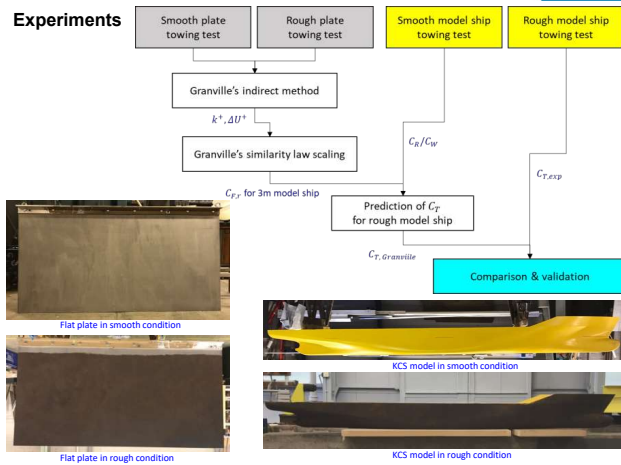 Experiments
Smooth plate
towing test
Rough plate
towing test
Smooth model ship
towing test
Rough model ship
towing test
Granville's indirect method
k⁺, ΔU⁺
Granville's similarity law scaling
C_R/C_W
C_{F,r} for 3m model ship
C_{T,exp}
Prediction of C_T
for rough model ship
C_{T,Granville}
Comparison & validation
Flat plate in smooth condition
KCS model in smooth condition
Flat plate in rough condition
KCS model in rough condition